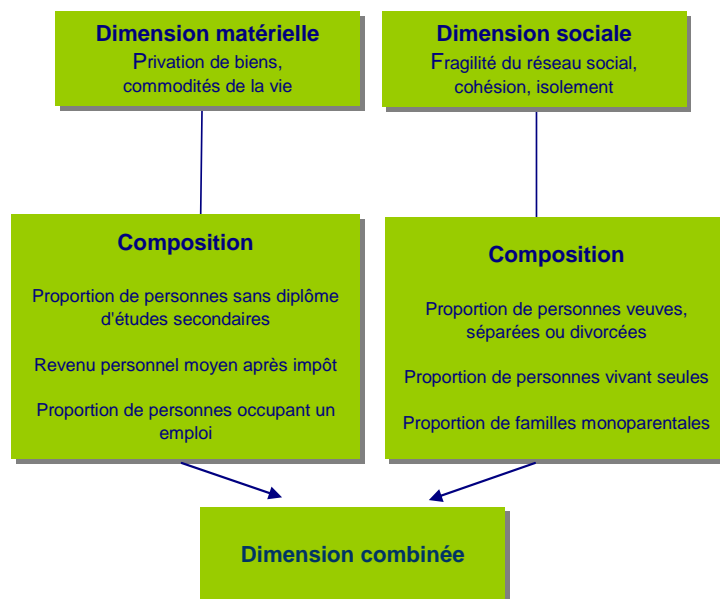 Dimension matérielle
Privation de biens,
commodités de la vie
Dimension sociale
Fragilité du réseau social,
cohésion, isolement
Composition
Proportion de personnes sans diplôme
d'études secondaires
Revenu personnel moyen après impôt
Proportion de personnes occupant un
emploi
Composition
Proportion de personnes veuves,
séparées ou divorcées
Proportion de personnes vivant seules
Proportion de familles monoparentales
Dimension combinée